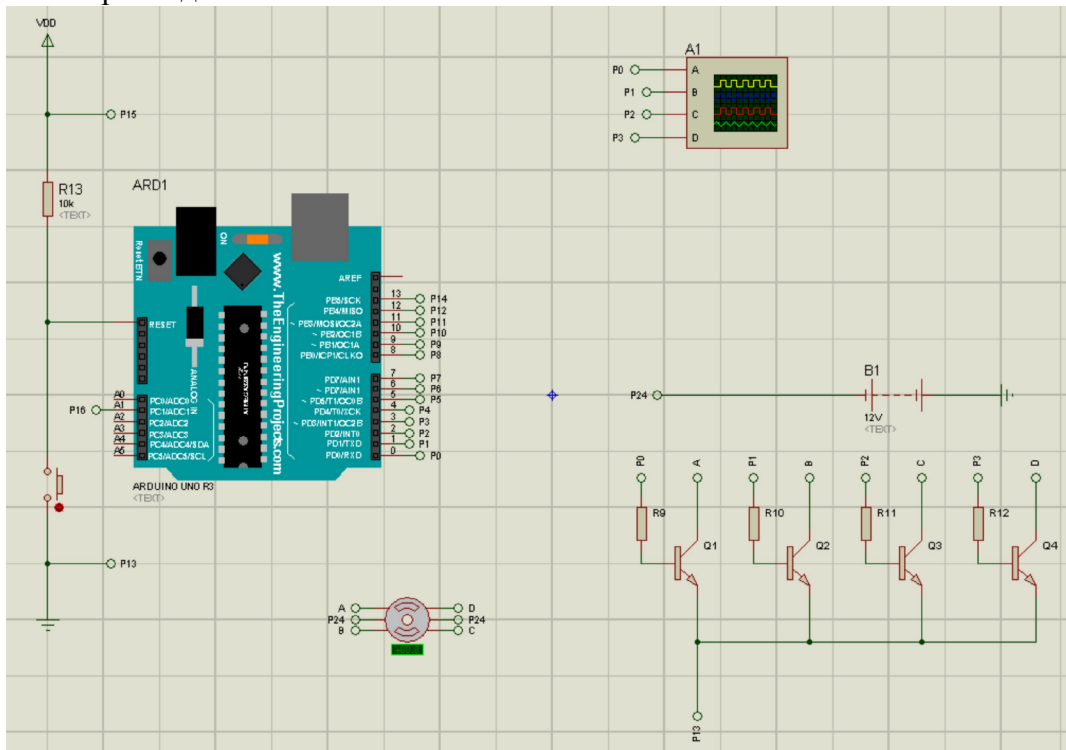 VDD
P15
R13
10k
<TEXT>
ARD1
Reset BTN
ON
www.TheEngineeringProjects.com
ANALOG IN
RESET
AREF
PB5/SCK 13 P14
PB4/MISO 12 P12
~ PB3/MOSI/OC2A 11 P11
~ PB2/OC1B 10 P10
~ PB1/OC1A 9 P9
PB0/ICP1/CLKO 8 P8
PD7/AIN1 7 P7
~ PD6/AIN1 6 P6
~ PD5/T1/OC0B 5 P5
PD4/T0/XCK 4 P4
~ PD3/INT1/OC2B 3 P3
PD2/INT0 2 P2
PD1/TXD 1 P1
PD0/RXD 0 P0
A0 PC0/ADC0
P16 A1 PC1/ADC1
A2 PC2/ADC2
A3 PC3/ADC3
A4 PC4/ADC4/SDA
A5 PC5/ADC5/SCL
ARDUINO UNO R3
<TEXT>
P13
A D
P24 P24
B C
A1
P0 A
P1 B
P2 C
P3 D
P24
B1
12V
<TEXT>
P0 A P1 B P2 C P3 D
R9 R10 R11 R12
Q1 Q2 Q3 Q4
P13